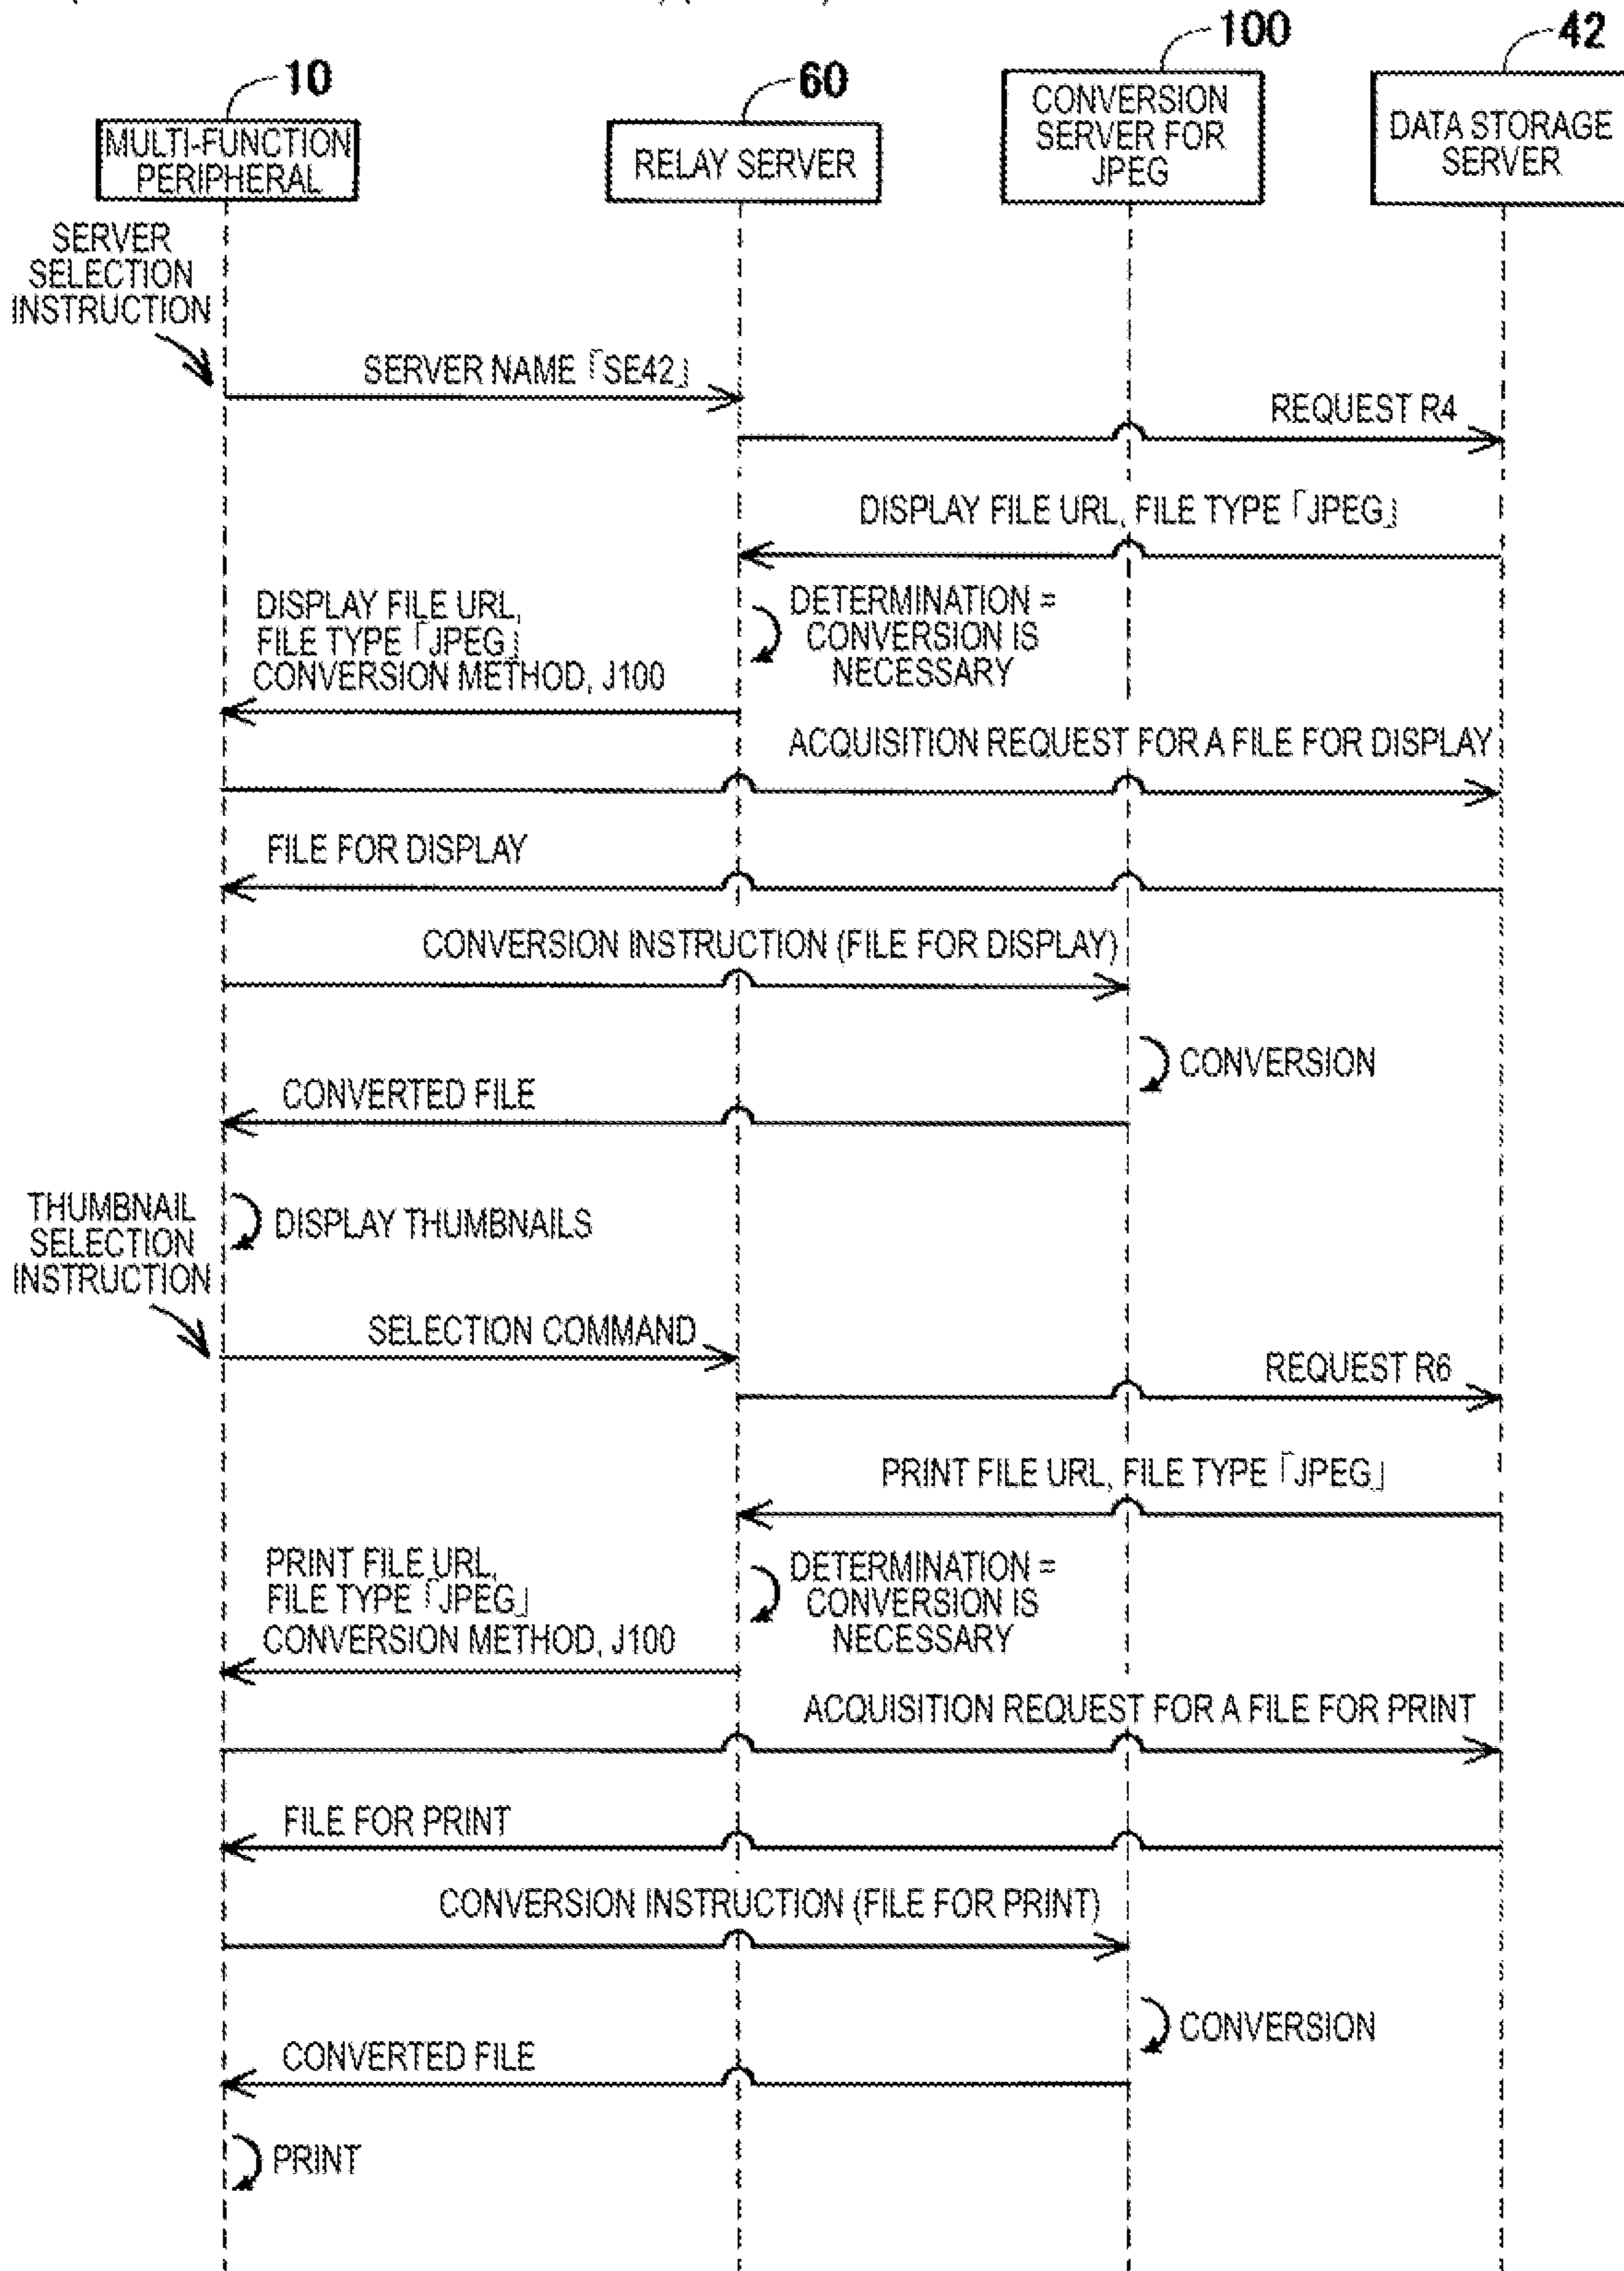 10
60
100
42
MULTI-FUNCTION
PERIPHERAL
RELAY SERVER
CONVERSION
SERVER FOR
JPEG
DATA STORAGE
SERVER
SERVER
SELECTION
INSTRUCTION
SERVER NAME「SE42」
REQUEST R4
DISPLAY FILE URL, FILE TYPE「JPEG」
DETERMINATION =
CONVERSION IS
NECESSARY
DISPLAY FILE URL,
FILE TYPE「JPEG」
CONVERSION METHOD, J100
ACQUISITION REQUEST FOR A FILE FOR DISPLAY
FILE FOR DISPLAY
CONVERSION INSTRUCTION (FILE FOR DISPLAY)
CONVERSION
CONVERTED FILE
THUMBNAIL
SELECTION
INSTRUCTION
DISPLAY THUMBNAILS
SELECTION COMMAND
REQUEST R6
PRINT FILE URL, FILE TYPE「JPEG」
DETERMINATION =
CONVERSION IS
NECESSARY
PRINT FILE URL,
FILE TYPE「JPEG」
CONVERSION METHOD, J100
ACQUISITION REQUEST FOR A FILE FOR PRINT
FILE FOR PRINT
CONVERSION INSTRUCTION (FILE FOR PRINT)
CONVERSION
CONVERTED FILE
PRINT